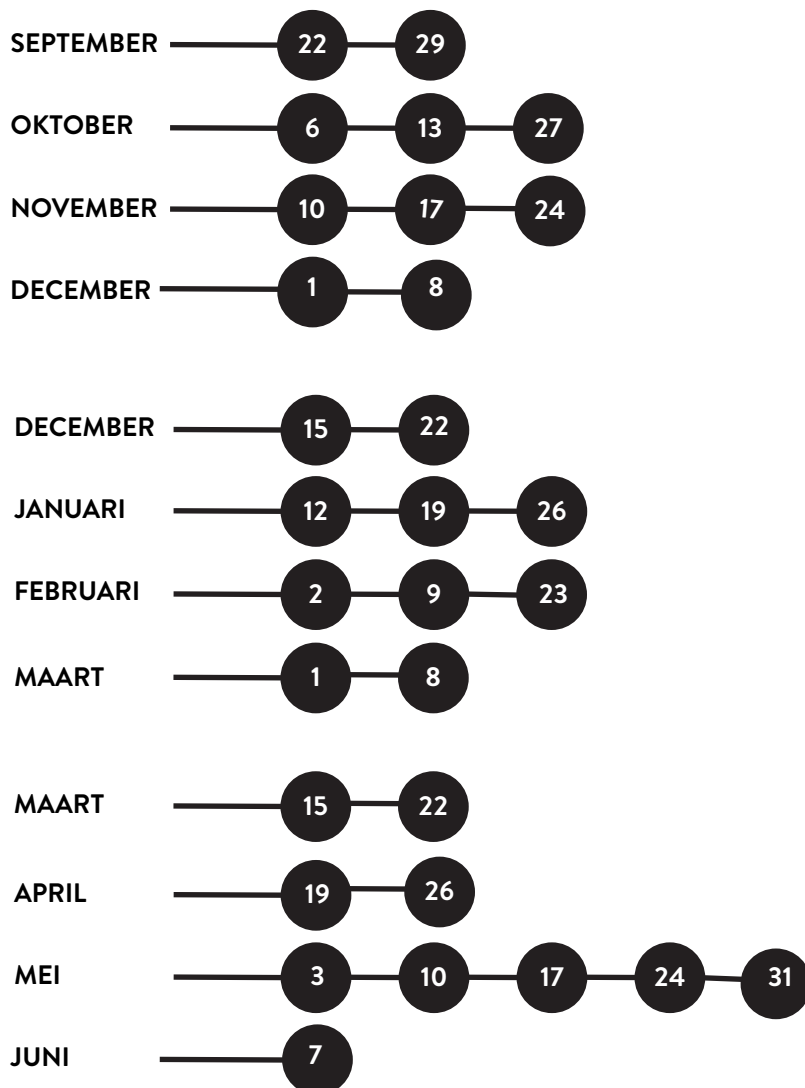 SEPTEMBER 22 29
OKTOBER 6 13 27
NOVEMBER 10 17 24
DECEMBER 1 8
DECEMBER 15 22
JANUARI 12 19 26
FEBRUARI 2 9 23
MAART 1 8
MAART 15 22
APRIL 19 26
MEI 3 10 17 24 31
JUNI 7